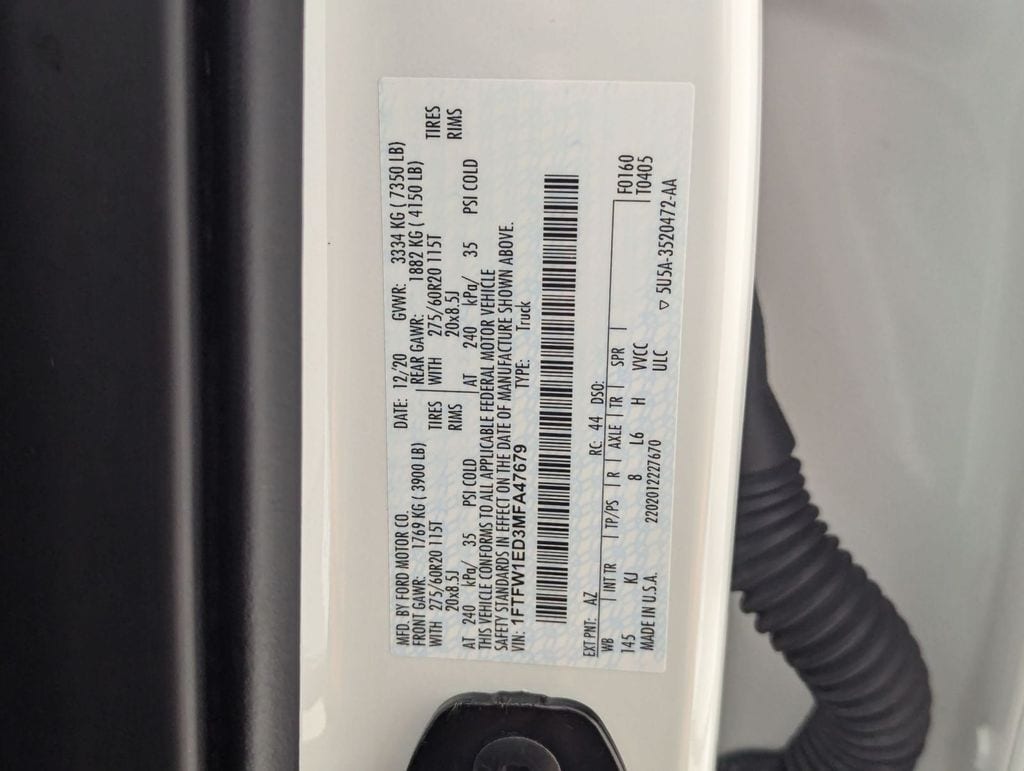 MFD. BY FORD MOTOR CO.
DATE: 12/'20 GVWR: 3334 KG ( 7350 LB)
FRONT GAWR: 1769 KG ( 3900 LB) REAR GAWR: 1882 KG ( 4150 LB)
WITH 275/60R20 115T TIRES WITH 275/60R20 115T TIRES
20x8.5J RIMS 20x8.5J RIMS
AT 240 kPa/ 35 PSI COLD AT 240 kPa/ 35 PSI COLD
THIS VEHICLE CONFORMS TO ALL APPLICABLE FEDERAL MOTOR VEHICLE
SAFETY STANDARDS IN EFFECT ON THE DATE OF MANUFACTURE SHOWN ABOVE.
VIN: 1FTFW1ED3MFA47679 TYPE: Truck
EXT PNT: AZ RC: 44 DSO:
WB INT TR TP/PS R AXLE TR SPR F0160
145 KJ 8 L6 H VVCC T0405
MADE IN U.S.A. 2202012227670 ULC
▽ 5U5A-3520472-AA